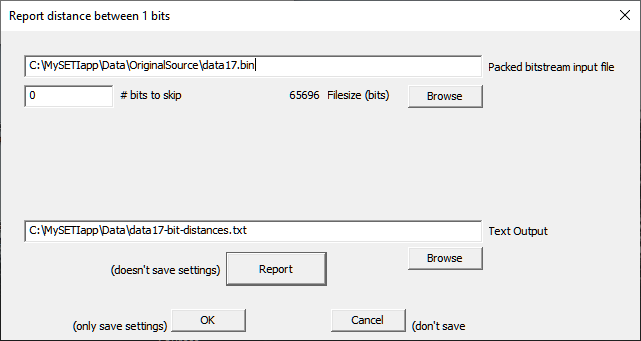 Report distance between 1 bits
C:\MySETIapp\Data\OriginalSource\data17.bin
Packed bitstream input file
0 # bits to skip 65696 Filesize (bits) Browse
C:\MySETIapp\Data\data17-bit-distances.txt
Text Output
Browse
(doesn't save settings) Report
(only save settings) OK Cancel (don't save